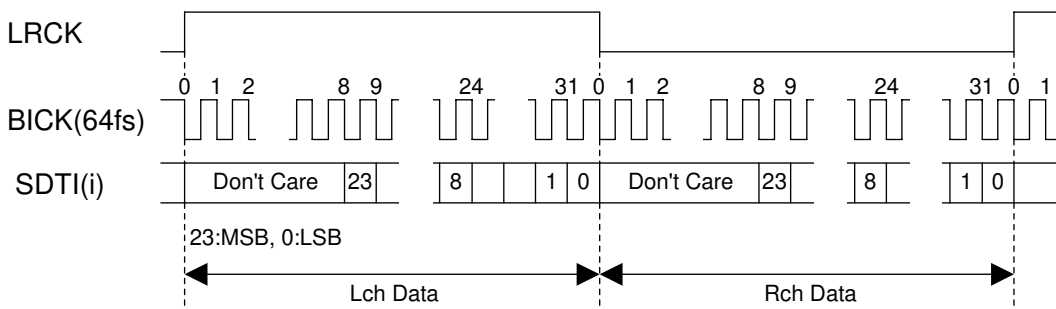 LRCK
0 1 2 8 9 24 31 0 1 2 8 9 24 31 0 1
BICK(64fs)
SDTI(i) Don't Care 23 8 1 0 Don't Care 23 8 1 0
23:MSB, 0:LSB
Lch Data Rch Data